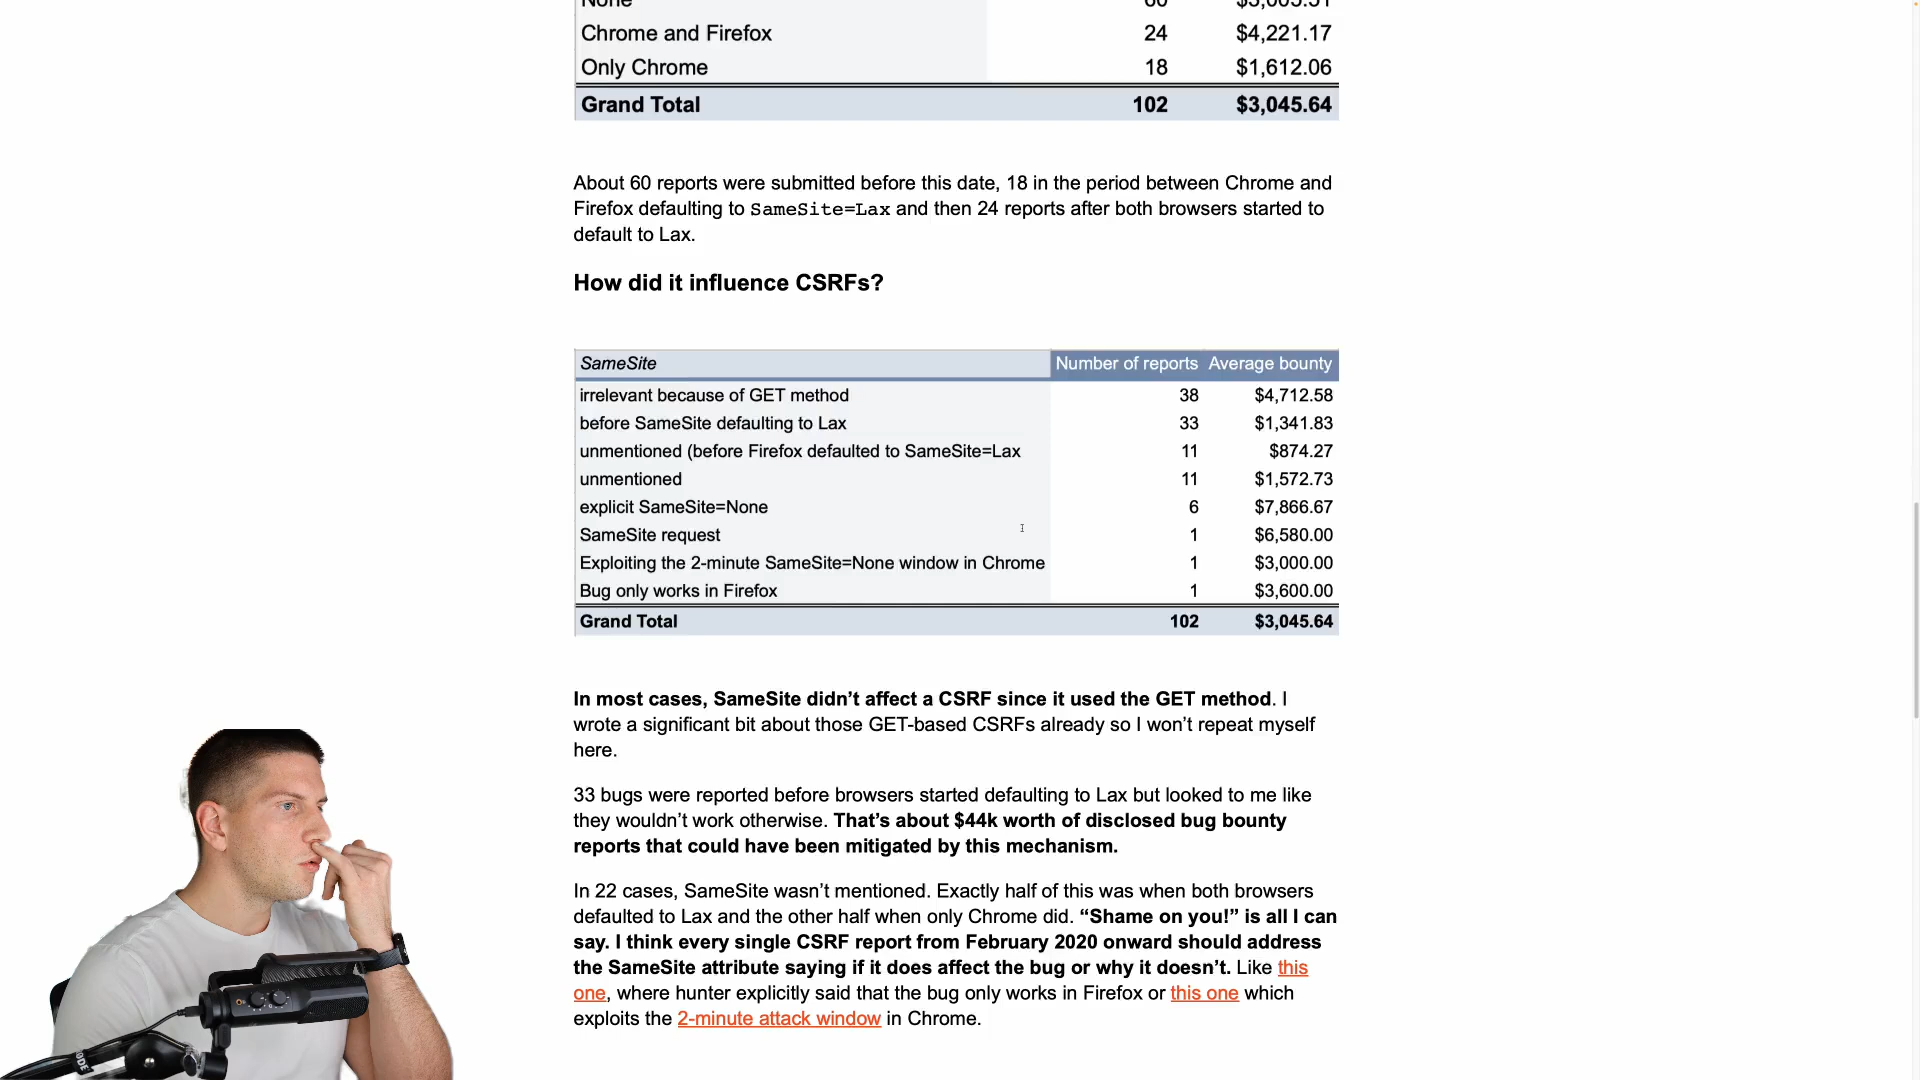 None 60 $3,005.51
Chrome and Firefox 24 $4,221.17
Only Chrome 18 $1,612.06
Grand Total 102 $3,045.64
About 60 reports were submitted before this date, 18 in the period between Chrome and
Firefox defaulting to SameSite=Lax and then 24 reports after both browsers started to
default to Lax.
How did it influence CSRFs?
SameSite Number of reports Average bounty
irrelevant because of GET method 38 $4,712.58
before SameSite defaulting to Lax 33 $1,341.83
unmentioned (before Firefox defaulted to SameSite=Lax 11 $874.27
unmentioned 11 $1,572.73
explicit SameSite=None 6 $7,866.67
SameSite request 1 $6,580.00
Exploiting the 2-minute SameSite=None window in Chrome 1 $3,000.00
Bug only works in Firefox 1 $3,600.00
Grand Total 102 $3,045.64
In most cases, SameSite didn’t affect a CSRF since it used the GET method. I
wrote a significant bit about those GET-based CSRFs already so I won’t repeat myself
here.
33 bugs were reported before browsers started defaulting to Lax but looked to me like
they wouldn’t work otherwise. That’s about $44k worth of disclosed bug bounty
reports that could have been mitigated by this mechanism.
In 22 cases, SameSite wasn’t mentioned. Exactly half of this was when both browsers
defaulted to Lax and the other half when only Chrome did. “Shame on you!” is all I can
say. I think every single CSRF report from February 2020 onward should address
the SameSite attribute saying if it does affect the bug or why it doesn’t. Like this
one, where hunter explicitly said that the bug only works in Firefox or this one which
exploits the 2-minute attack window in Chrome.
RODE